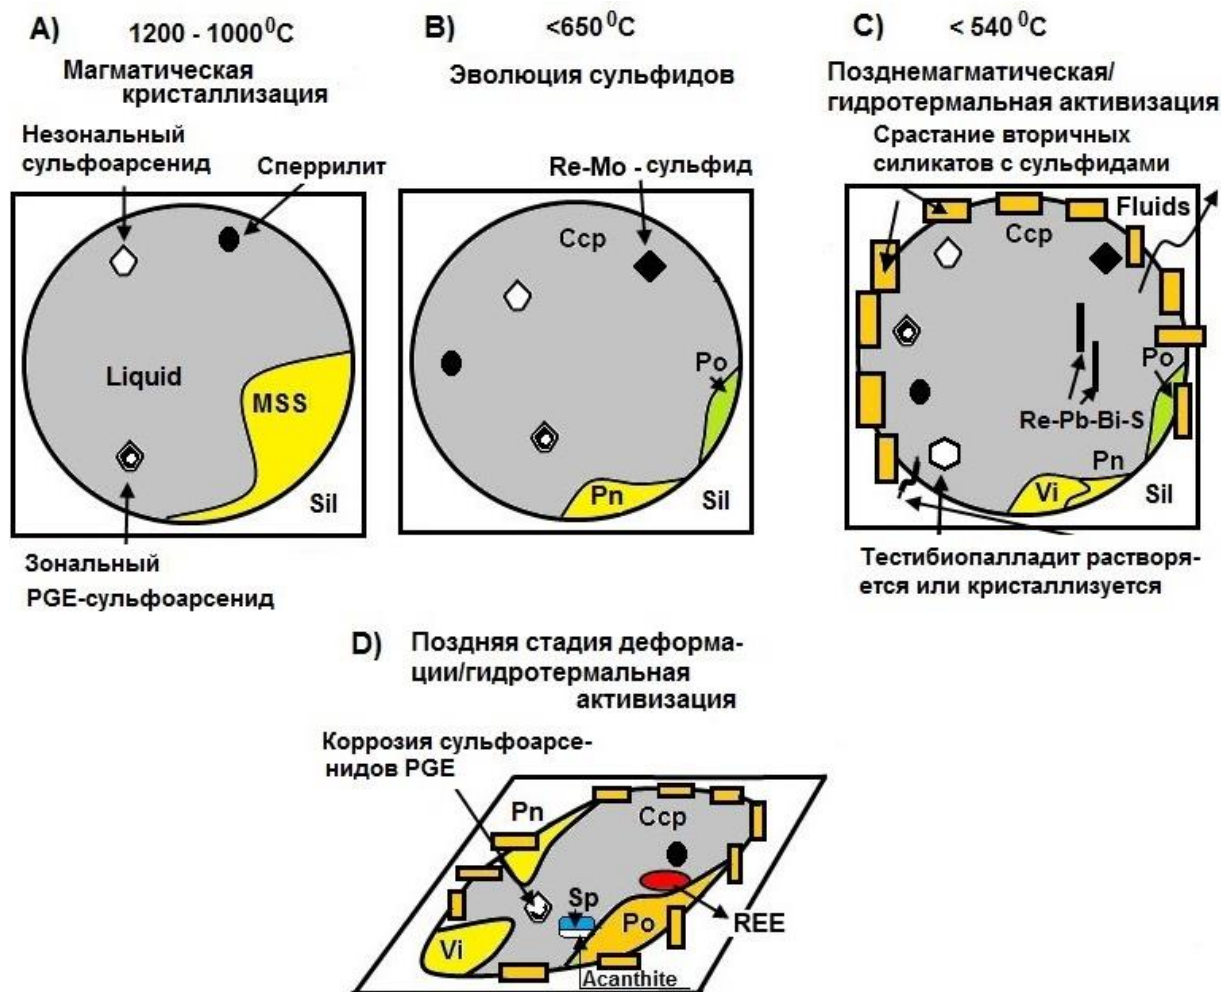 A) 1200 - 1000⁰C
Магматическая
кристаллизация
Незональный
сульфоарсенид
Сперрилит
Liquid
MSS
Sil
Зональный
PGE-сульфоарсенид
B) <650⁰C
Эволюция сульфидов
Re-Mo - сульфид
Ccp
Po
Pn
Sil
C) < 540 ⁰C
Позднемагматическая/
гидротермальная активизация
Срастание вторичных
силикатов с сульфидами
Fluids
Ccp
Po
Re-Pb-Bi-S
Pn
Vi
Sil
Тестибиопалладит растворя-
ется или кристаллизуется
D) Поздняя стадия деформа-
ции/гидротермальная
активизация
Коррозия сульфоарсе-
нидов PGE
Pn
Ccp
Sp
Po
REE
Vi
Acanthite